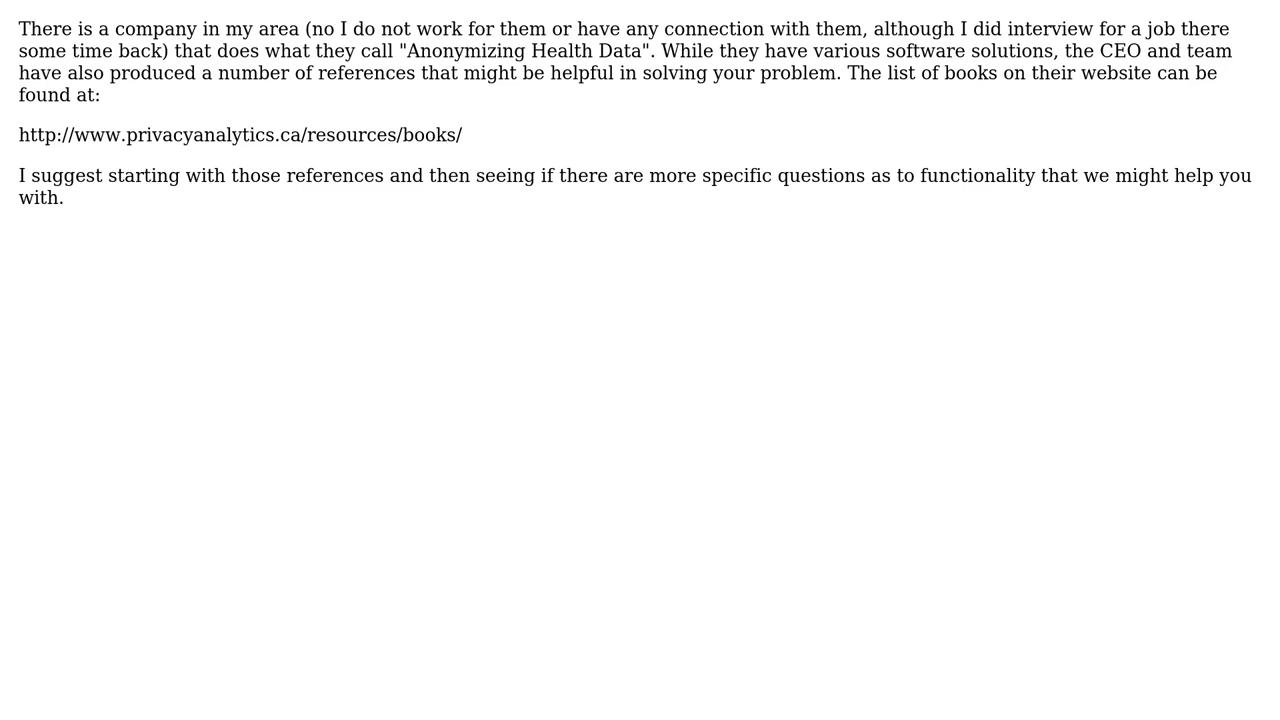 There is a company in my area (no I do not work for them or have any connection with them, although I did interview for a job there
some time back) that does what they call "Anonymizing Health Data". While they have various software solutions, the CEO and team
have also produced a number of references that might be helpful in solving your problem. The list of books on their website can be
found at:
http://www.privacyanalytics.ca/resources/books/
I suggest starting with those references and then seeing if there are more specific questions as to functionality that we might help you
with.